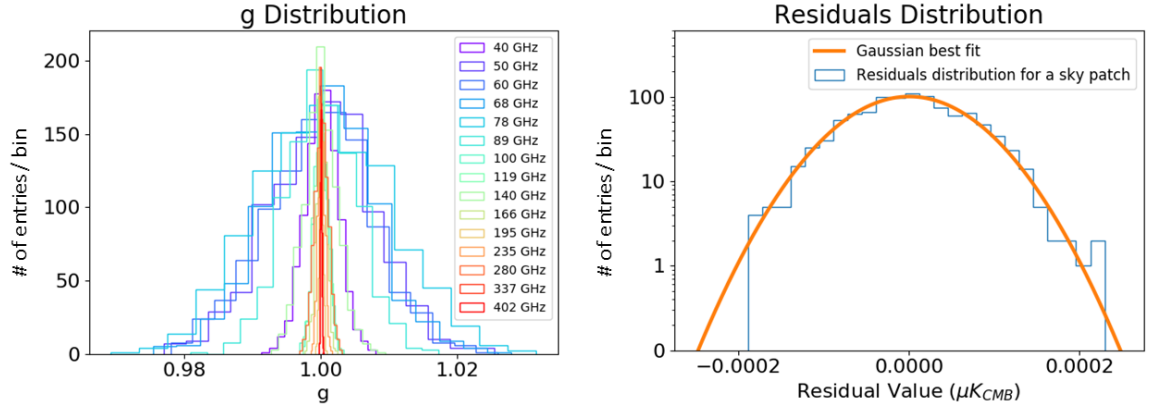 g Distribution
# of entries / bin
200
150
100
50
0
0.98
1.00
1.02
g
40 GHz
50 GHz
60 GHz
68 GHz
78 GHz
89 GHz
100 GHz
119 GHz
140 GHz
166 GHz
195 GHz
235 GHz
280 GHz
337 GHz
402 GHz
Residuals Distribution
# of entries/ bin
100
10
1
0
−0.0002
0.0000
0.0002
Residual Value (μK_CMB)
Gaussian best fit
Residuals distribution for a sky patch